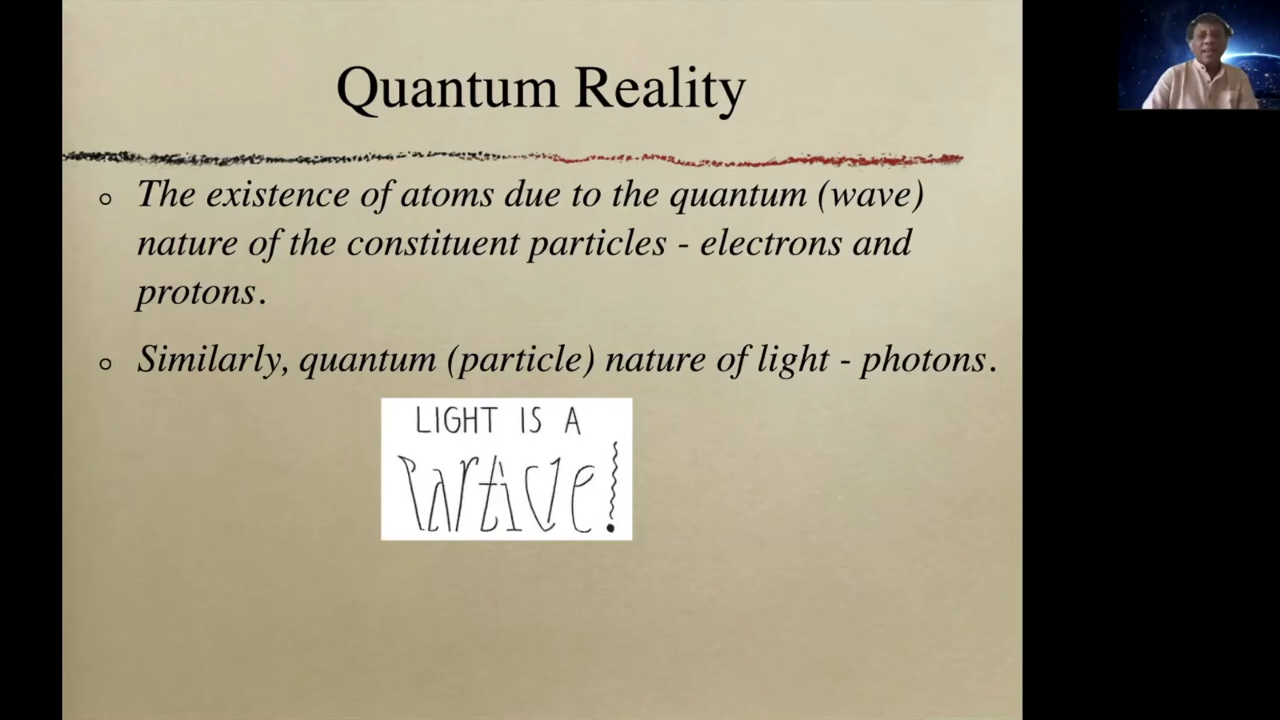 Quantum Reality
The existence of atoms due to the quantum (wave)
nature of the constituent particles - electrons and
protons.
Similarly, quantum (particle) nature of light - photons.
LIGHT IS A
Particle!